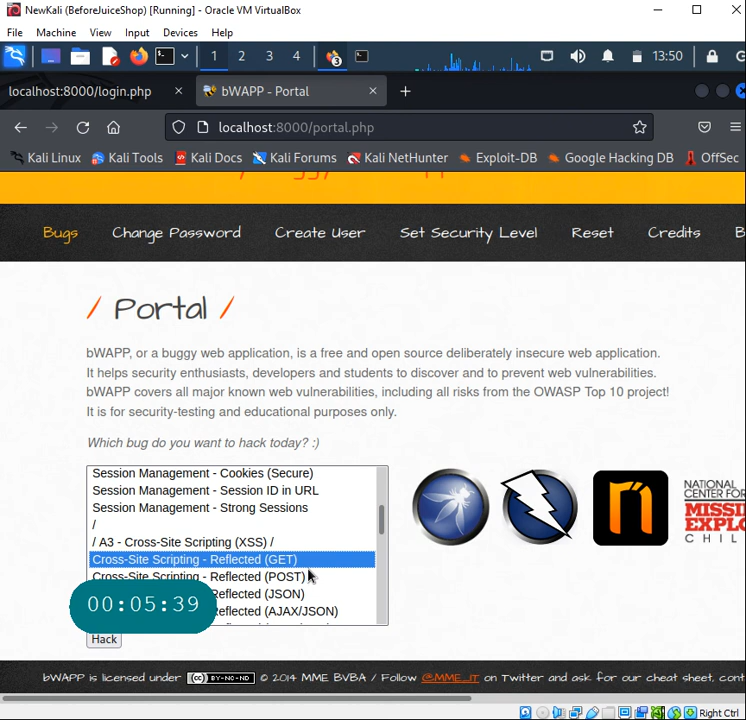 NewKali (BeforeJuiceShop) [Running] - Oracle VM VirtualBox
File Machine View Input Devices Help
1 2 3 4 3 13:50
localhost:8000/login.php bWAPP - Portal
localhost:8000/portal.php
Kali Linux Kali Tools Kali Docs Kali Forums Kali NetHunter Exploit-DB Google Hacking DB OffSec
Bugs Change Password Create User Set Security Level Reset Credits B
/ Portal /
bWAPP, or a buggy web application, is a free and open source deliberately insecure web application.
It helps security enthusiasts, developers and students to discover and to prevent web vulnerabilities.
bWAPP covers all major known web vulnerabilities, including all risks from the OWASP Top 10 project!
It is for security-testing and educational purposes only.
Which bug do you want to hack today? :)
Session Management - Cookies (Secure)
Session Management - Session ID in URL
Session Management - Strong Sessions
/
/ A3 - Cross-Site Scripting (XSS) /
Cross-Site Scripting - Reflected (GET)
Cross-Site Scripting - Reflected (POST)
Reflected (JSON)
Reflected (AJAX/JSON)
00:05:39
Hack
NATIONAL
CENTER FOR
MISSI
EXPLO
CHIL
bWAPP is licensed under CC BY-NC-ND © 2014 MME BVBA / Follow @MME_IT on Twitter and ask for our cheat sheet, cont
Right Ctrl